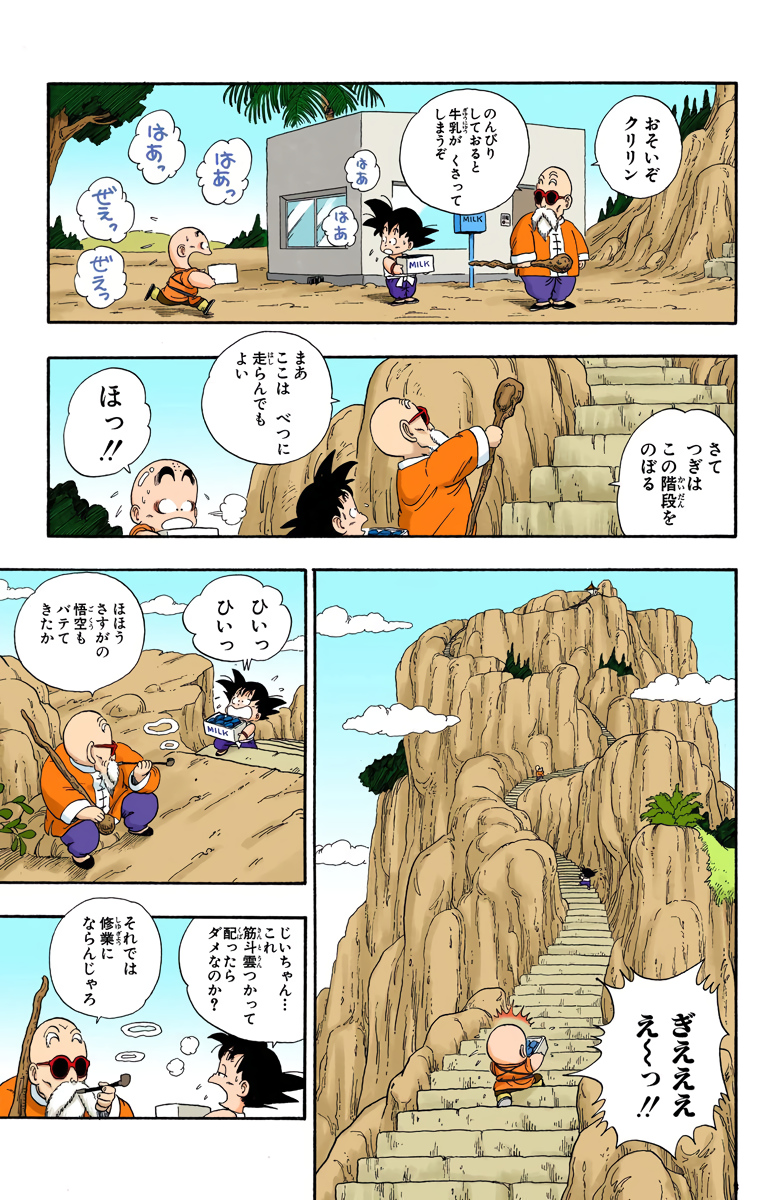 おそいぞ
クリリン
のんびり
しておると
牛乳が くさって
しまうぞ
MILK
MILK
はあ
はあ
はあっ
はあっ
ぜえっ
ぜえっ
さて
つぎは
この階段を
のぼる
まあ
ここは べつに
走らんでも
よい
ほっ!!
ぎえええ
え〜っ!!
ひいっ
ひいっ
MILK
ほほう
さすがの
悟空も
バテて
きたか
じいちゃん…
これ
筋斗雲つかって
配ったら
ダメなのか?
それでは
修業に
ならんじゃろ